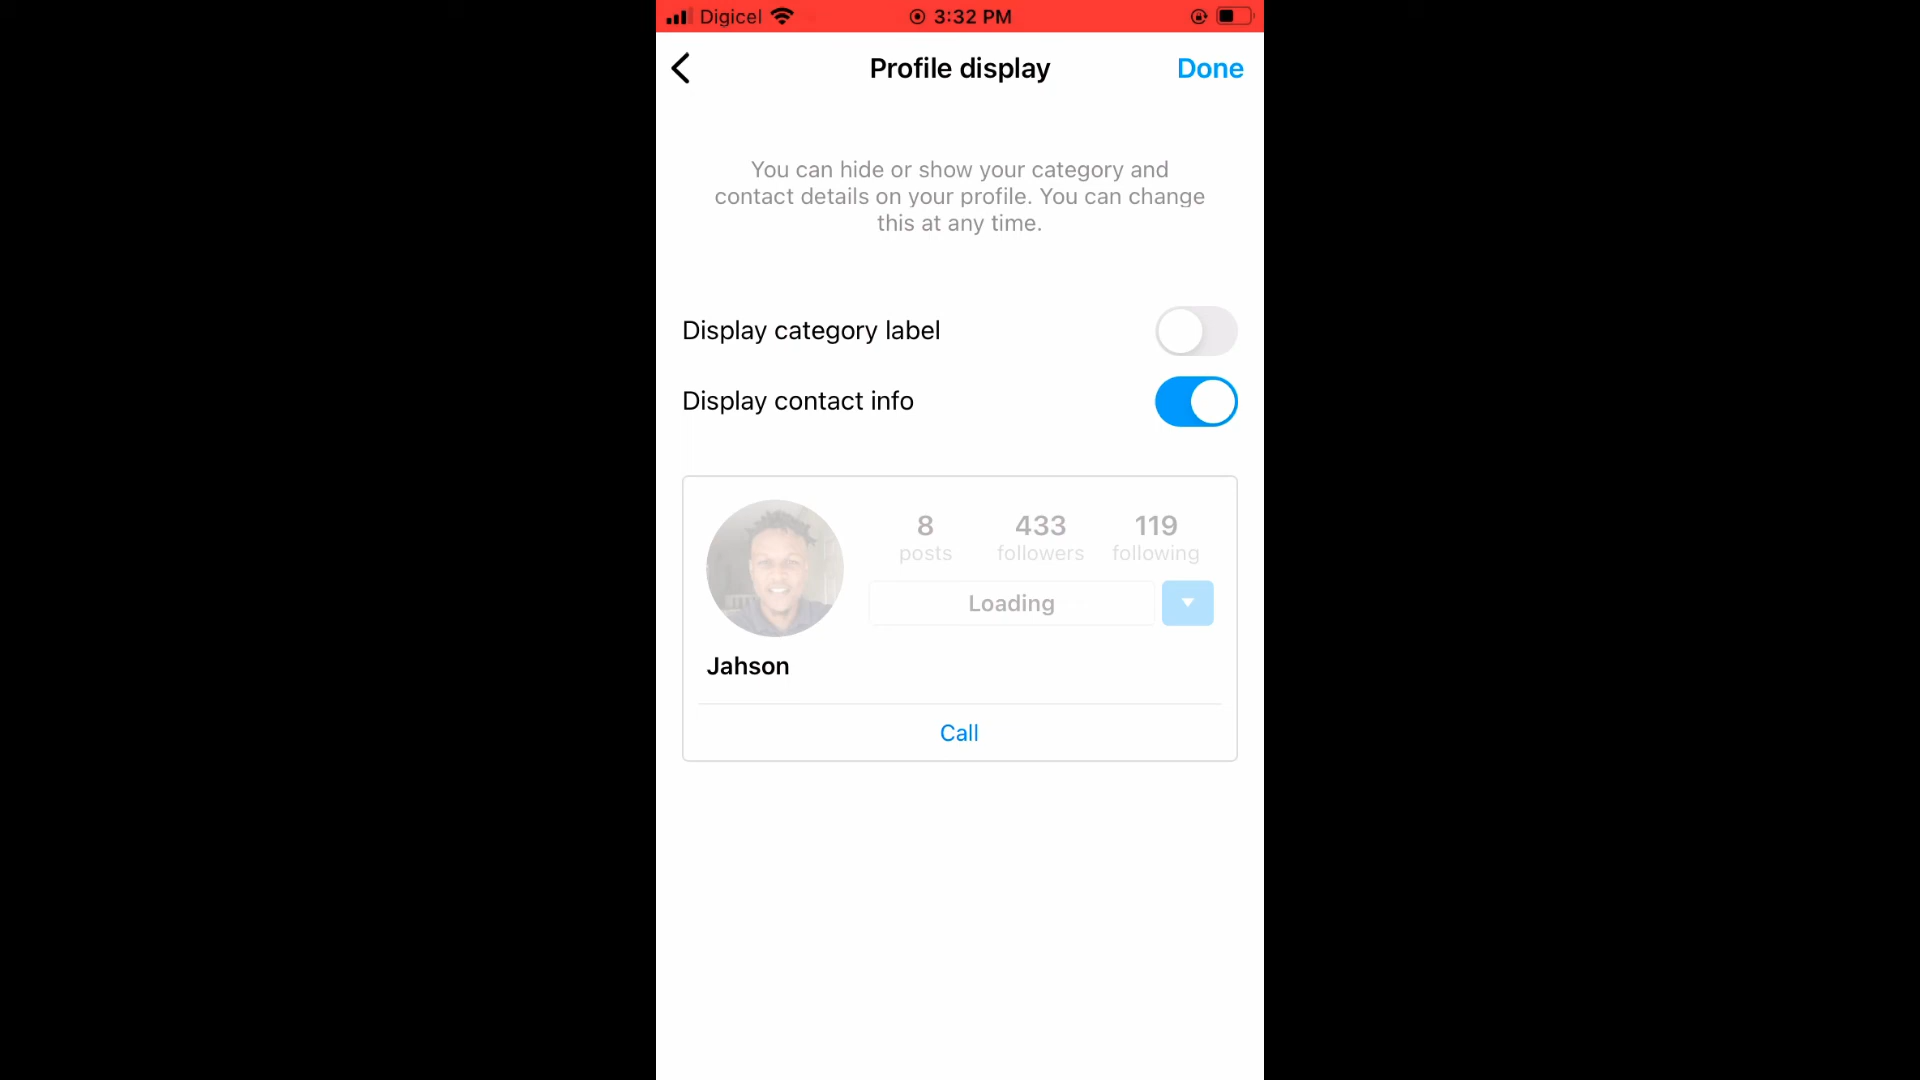 Digicel 3:32 PM
Profile display Done
You can hide or show your category and
contact details on your profile. You can change
this at any time.
Display category label
Display contact info
8 433 119
posts followers following
Loading
Jahson
Call